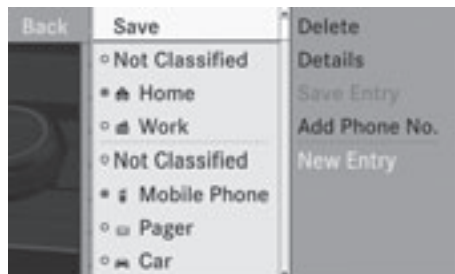 Back
Save
Not Classified
Home
Work
Not Classified
Mobile Phone
Pager
Car
Delete
Details
Save Entry
Add Phone No.
New Entry